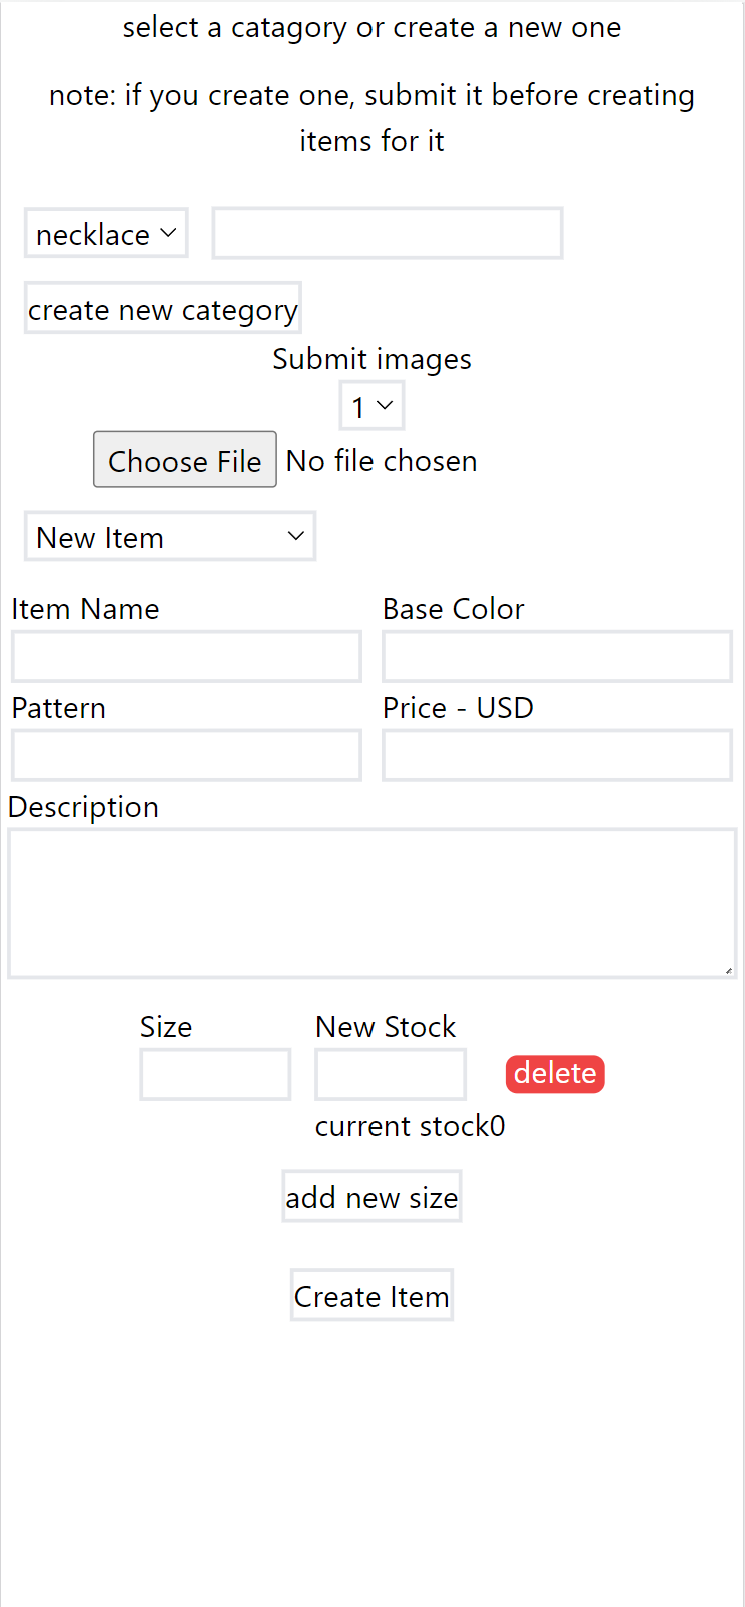 select a catagory or create a new one
note: if you create one, submit it before creating
items for it
necklace
create new category
Submit images
1
Choose File No file chosen
New Item
Item Name Base Color
Pattern Price - USD
Description
Size New Stock
delete
current stock0
add new size
Create Item